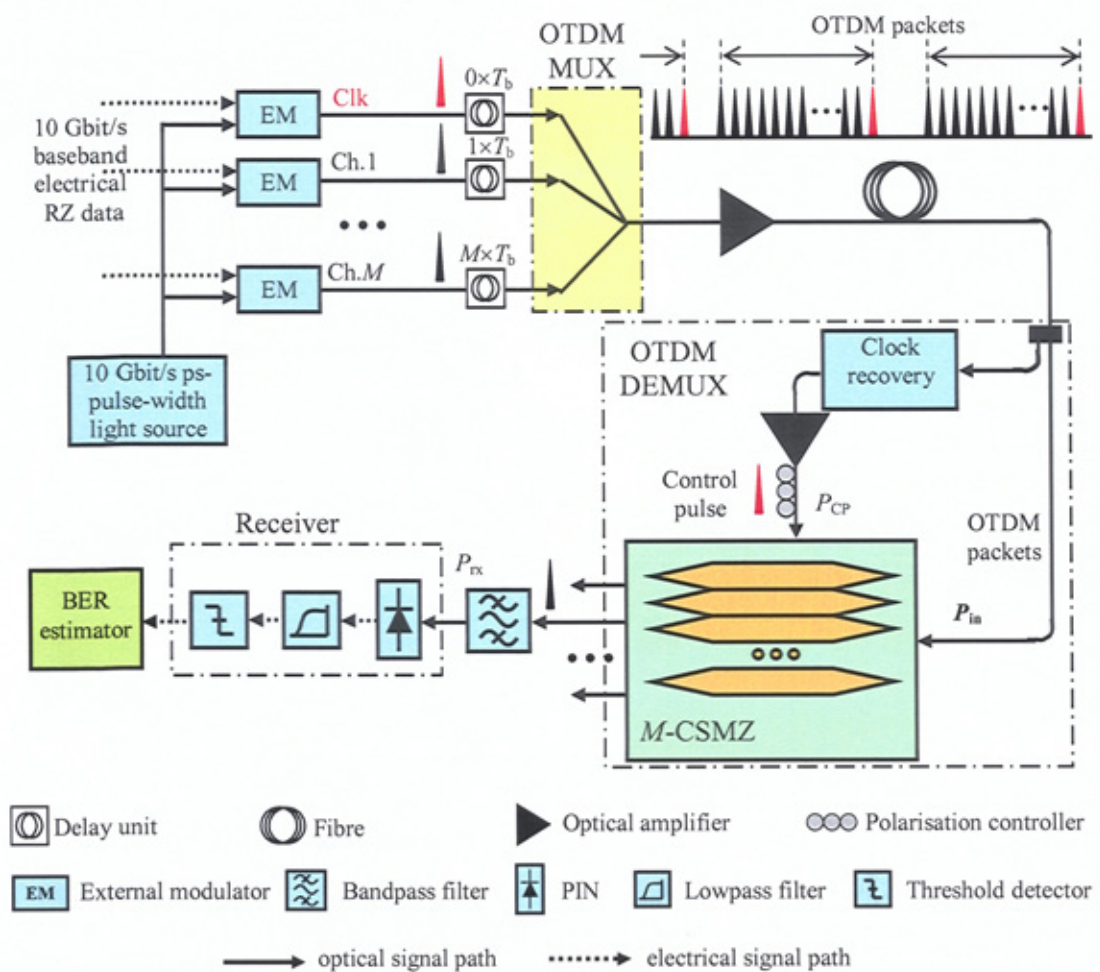 OTDM
MUX
OTDM packets
0×Tb
Clk
EM
10 Gbit/s
baseband
electrical
RZ data
1×Tb
Ch.1
EM
M×Tb
Ch.M
EM
10 Gbit/s ps-
pulse-width
light source
OTDM
DEMUX
Clock
recovery
Control
pulse
PCP
OTDM
packets
Pin
Receiver
Prx
BER
estimator
M-CSMZ
Delay unit
Fibre
Optical amplifier
Polarisation controller
EM
External modulator
Bandpass filter
PIN
Lowpass filter
Threshold detector
optical signal path
electrical signal path